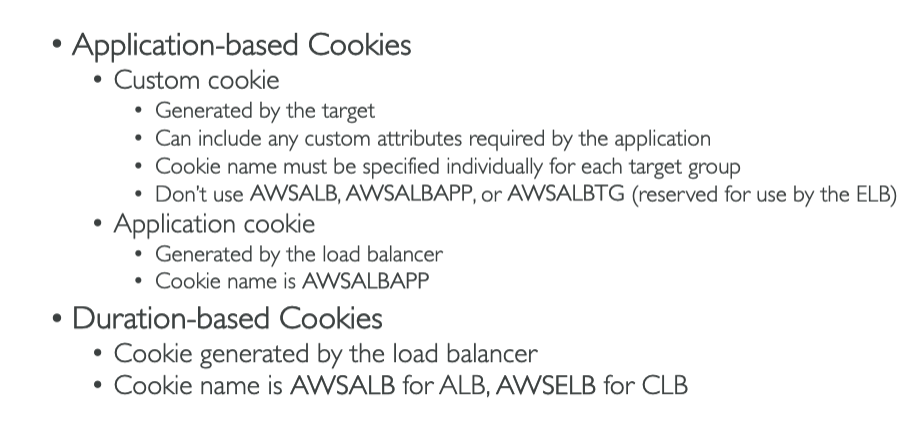 • Application-based Cookies
• Custom cookie
• Generated by the target
• Can include any custom attributes required by the application
• Cookie name must be specified individually for each target group
• Don't use AWSALB, AWSALBAPP, or AWSALBTG (reserved for use by the ELB)
• Application cookie
• Generated by the load balancer
• Cookie name is AWSALBAPP
• Duration-based Cookies
• Cookie generated by the load balancer
• Cookie name is AWSALB for ALB, AWSELB for CLB